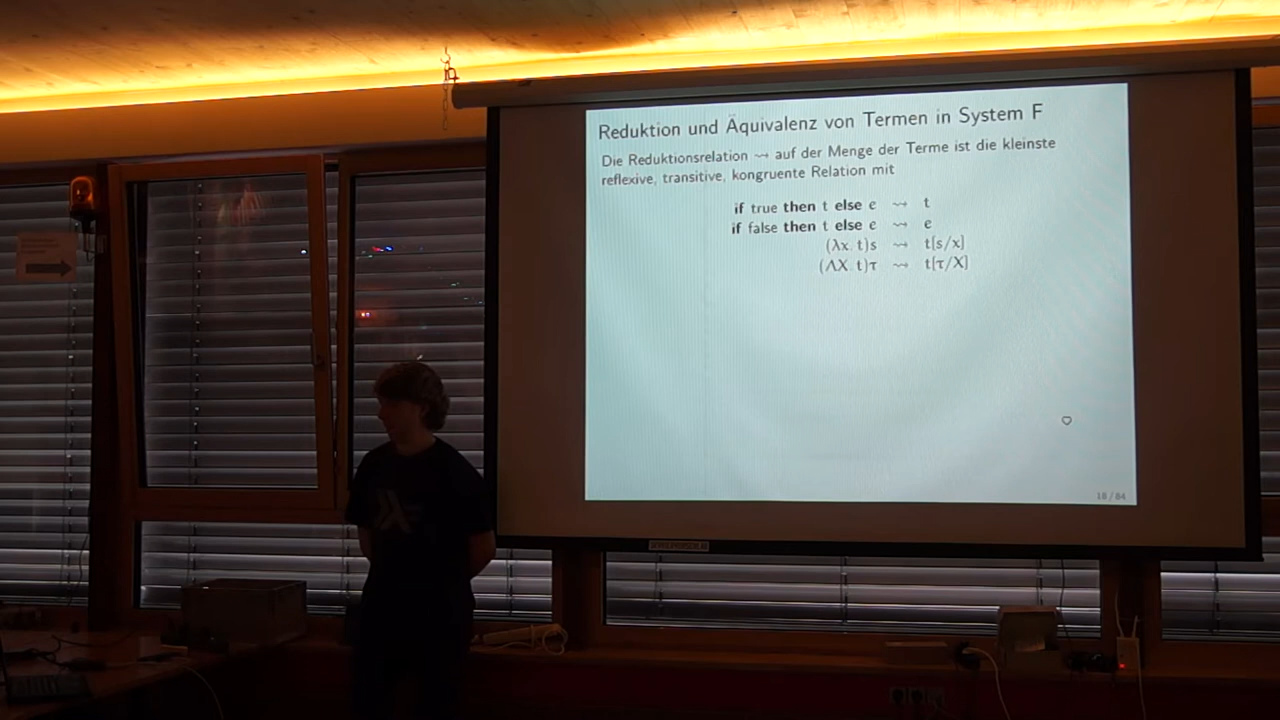 Reduktion und Äquivalenz von Termen in System F
Die Reduktionsrelation ⇝ auf der Menge der Terme ist die kleinste
reflexive, transitive, kongruente Relation mit
if true then t else e ⇝ t
if false then t else e ⇝ e
(λx. t)s ⇝ t[s/x]
(ΛX. t)τ ⇝ t[τ/X]
18 / 84